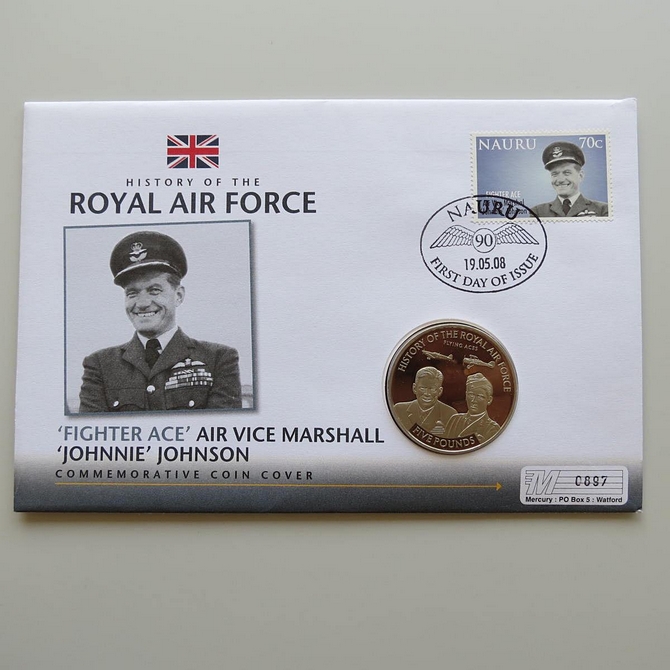 HISTORY OF THE
ROYAL AIR FORCE
NAURU 70c
FIGHTER ACE
NAURU
90
19.05.08
FIRST DAY OF ISSUE
HISTORY OF THE ROYAL AIR FORCE
FLYING ACES
FIVE POUNDS
'FIGHTER ACE' AIR VICE MARSHALL
'JOHNNIE' JOHNSON
COMMEMORATIVE COIN COVER
M 0897
Mercury : PO Box 5 : Watford